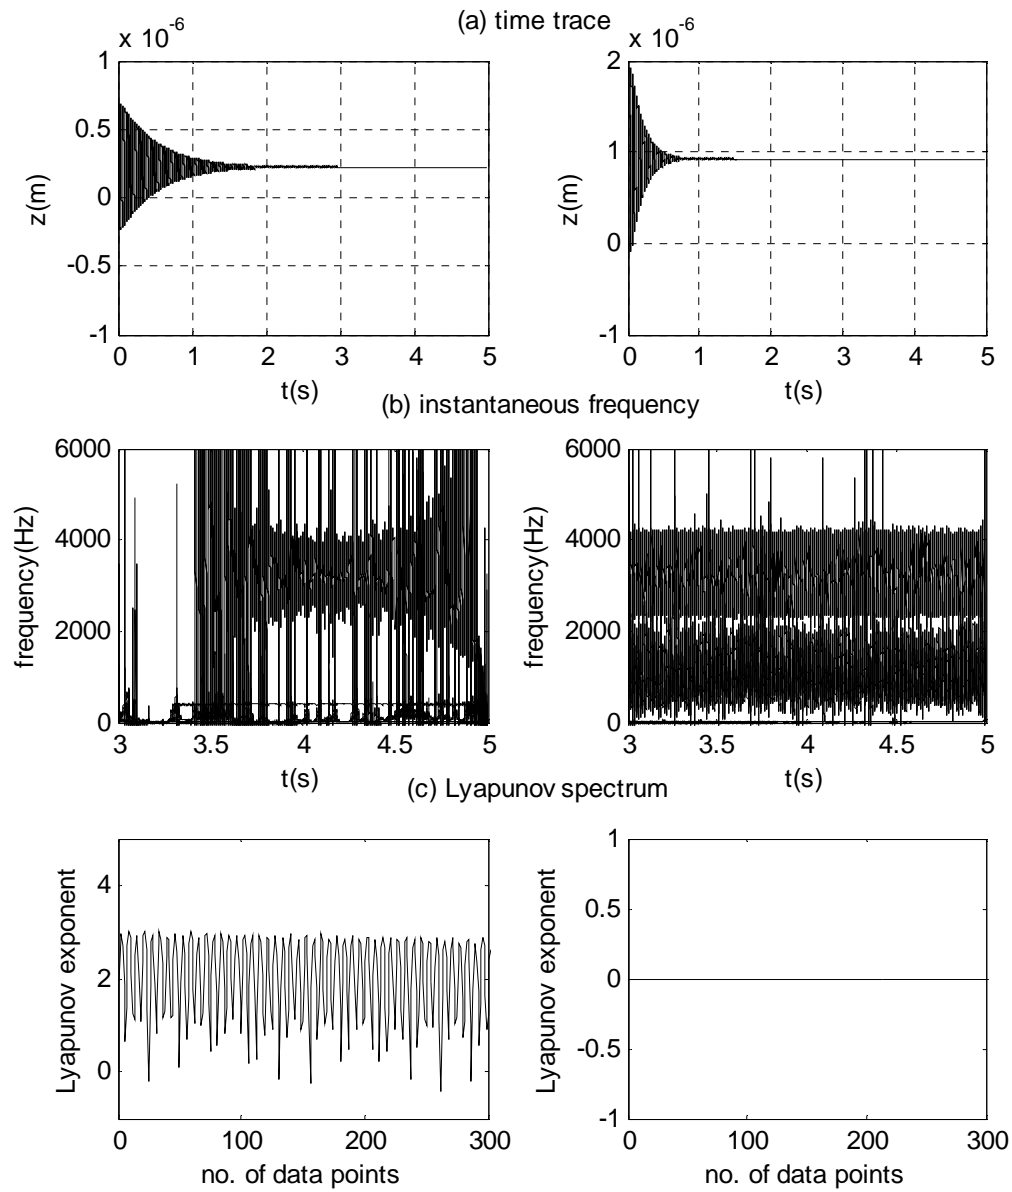 (a) time trace
x 10^-6
x 10^-6
1
0.5
0
-0.5
-1
z(m)
0 1 2 3 4 5
t(s)
2
1
0
-1
z(m)
0 1 2 3 4 5
t(s)
(b) instantaneous frequency
6000
4000
2000
0
frequency(Hz)
3 3.5 4 4.5 5
t(s)
6000
4000
2000
0
frequency(Hz)
3 3.5 4 4.5 5
t(s)
(c) Lyapunov spectrum
4
2
0
Lyapunov exponent
0 100 200 300
no. of data points
1
0.5
0
-0.5
-1
Lyapunov exponent
0 100 200 300
no. of data points